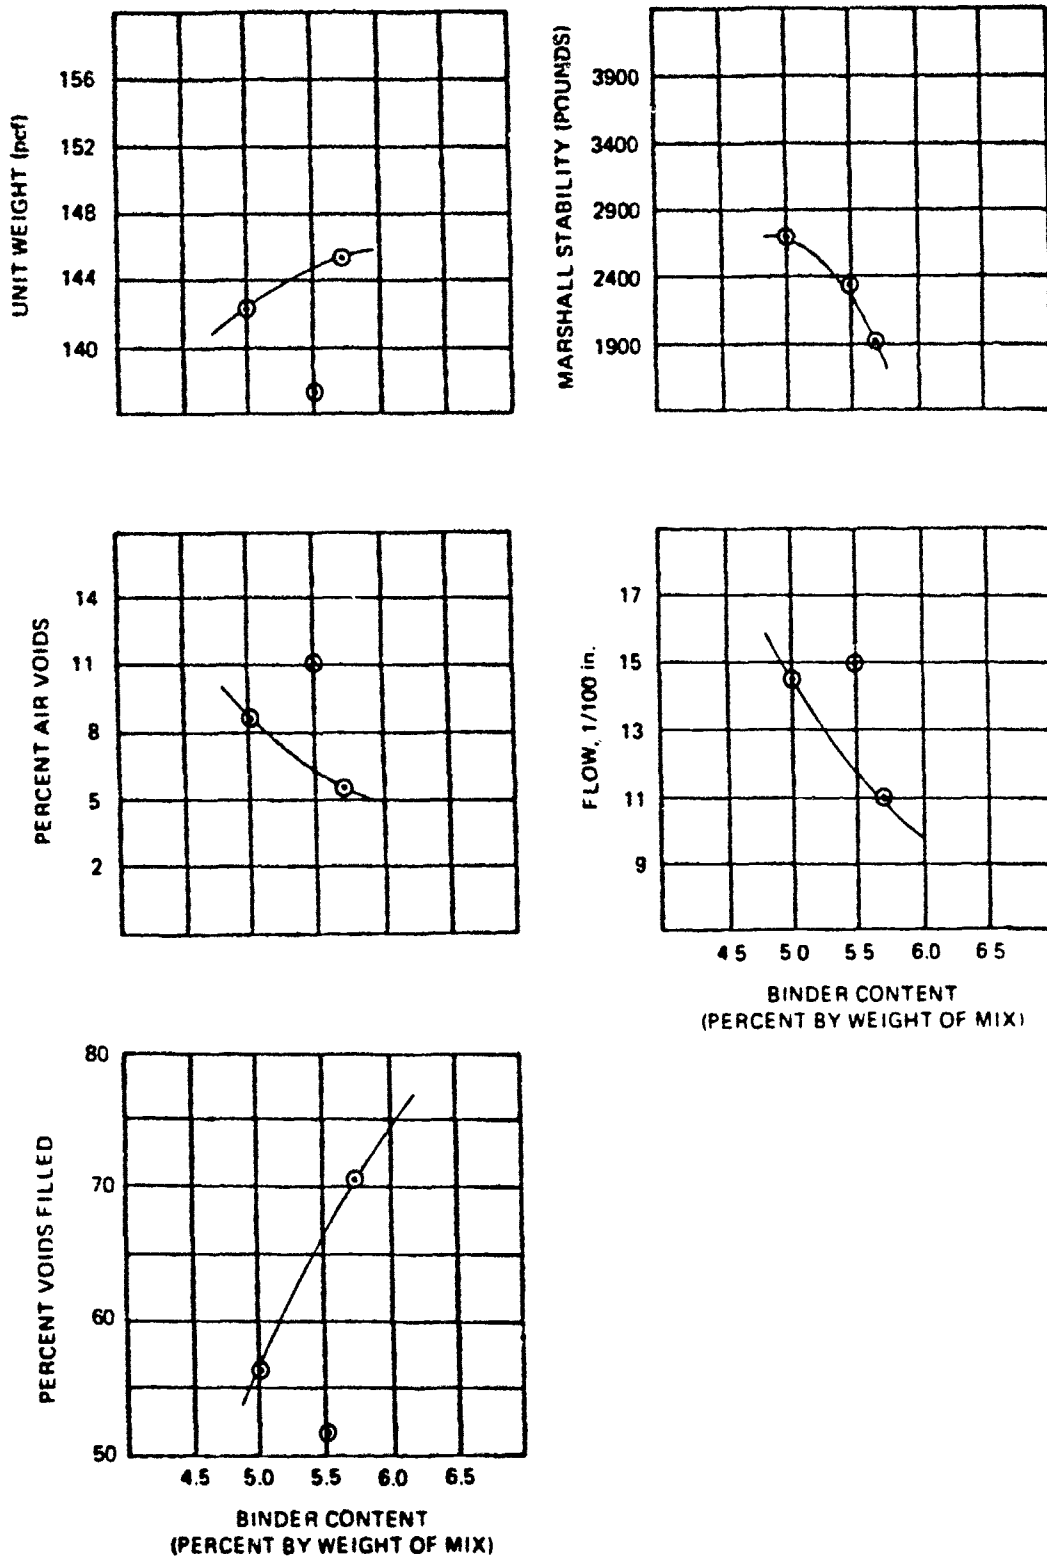 UNIT WEIGHT (pcf)
156
152
148
144
140
MARSHALL STABILITY (POUNDS)
3900
3400
2900
2400
1900
PERCENT AIR VOIDS
14
11
8
5
2
FLOW, 1/100 in.
17
15
13
11
9
4 5 5 0 5 5 6.0 6 5
BINDER CONTENT
(PERCENT BY WEIGHT OF MIX)
PERCENT VOIDS FILLED
80
70
60
50
4.5 5.0 5.5 6.0 6.5
BINDER CONTENT
(PERCENT BY WEIGHT OF MIX)